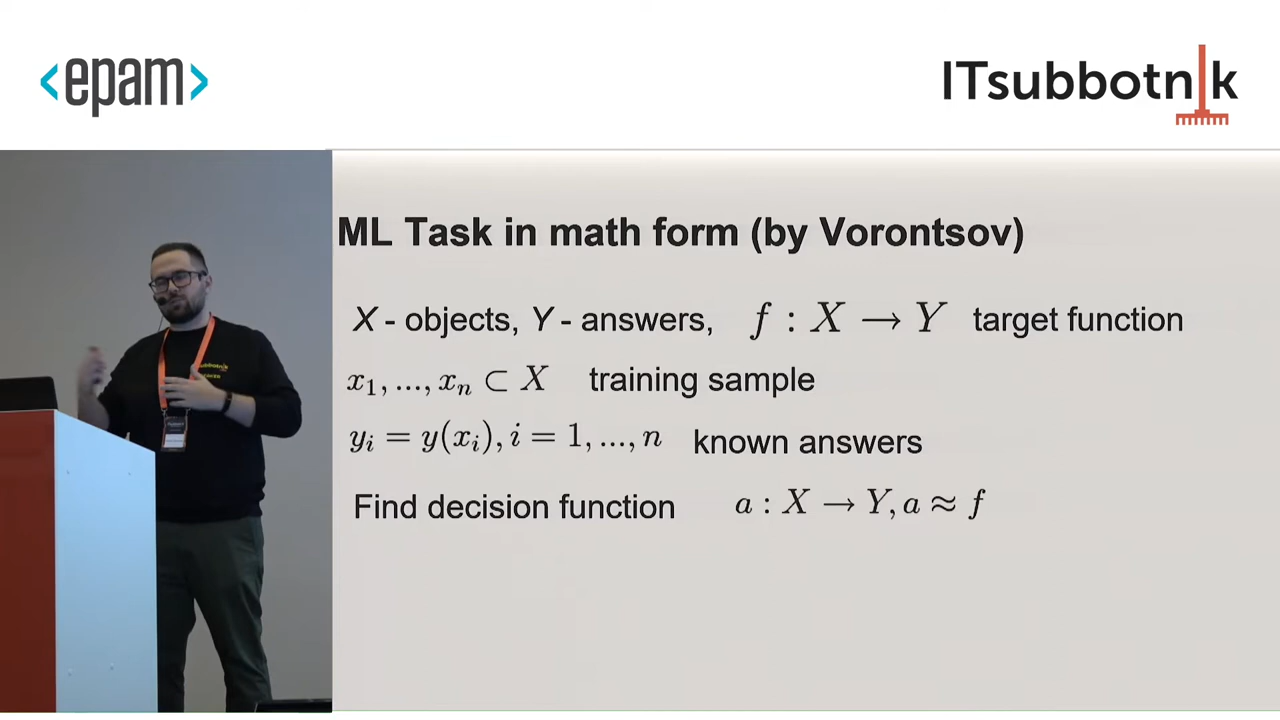 <epam>
ITsubbotnik
ML Task in math form (by Vorontsov)
X - objects, Y - answers, f : X → Y target function
x₁, ..., xₙ ⊂ X training sample
yᵢ = y(xᵢ), i = 1, ..., n known answers
Find decision function a : X → Y, a ≈ f